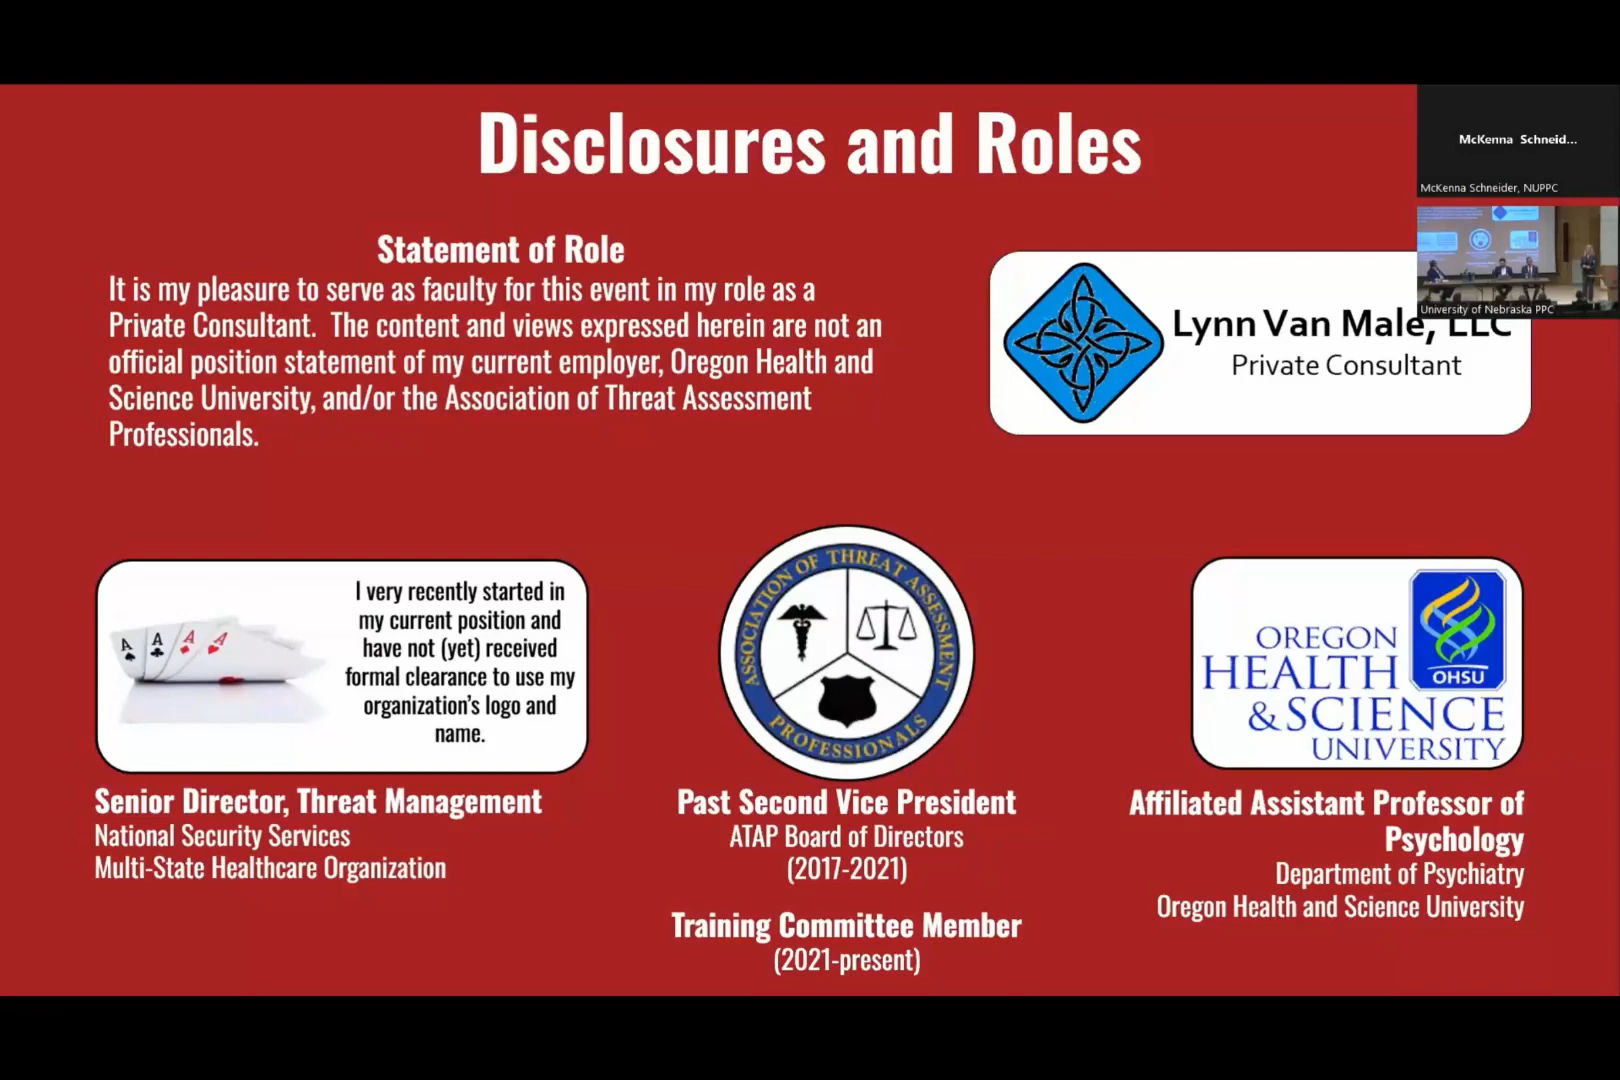 Disclosures and Roles
McKenna Schneid...
McKenna Schneider, NUPPC
University of Nebraska PPC
Statement of Role
It is my pleasure to serve as faculty for this event in my role as a
Private Consultant. The content and views expressed herein are not an
official position statement of my current employer, Oregon Health and
Science University, and/or the Association of Threat Assessment
Professionals.
Lynn Van Male, LLC
Private Consultant
A A A A
I very recently started in
my current position and
have not (yet) received
formal clearance to use my
organization's logo and
name.
Senior Director, Threat Management
National Security Services
Multi-State Healthcare Organization
ASSOCIATION OF THREAT ASSESSMENT
PROFESSIONALS
Past Second Vice President
ATAP Board of Directors
(2017-2021)
Training Committee Member
(2021-present)
OREGON
HEALTH
&SCIENCE
UNIVERSITY
OHSU
Affiliated Assistant Professor of
Psychology
Department of Psychiatry
Oregon Health and Science University